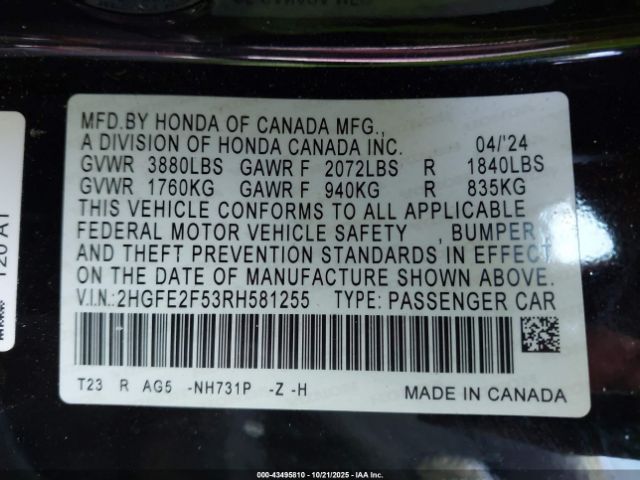 MFD.BY HONDA OF CANADA MFG.,
A DIVISION OF HONDA CANADA INC. 04/'24
GVWR 3880LBS GAWR F 2072LBS R 1840LBS
GVWR 1760KG GAWR F 940KG R 835KG
THIS VEHICLE CONFORMS TO ALL APPLICABLE
FEDERAL MOTOR VEHICLE SAFETY , BUMPER ,
AND THEFT PREVENTION STANDARDS IN EFFECT
ON THE DATE OF MANUFACTURE SHOWN ABOVE.
V.I.N.:2HGFE2F53RH581255 TYPE: PASSENGER CAR
T23 R AG5 -NH731P -Z -H
MADE IN CANADA
120 A1
000-43495810 - 10/21/2025 - IAA Inc.